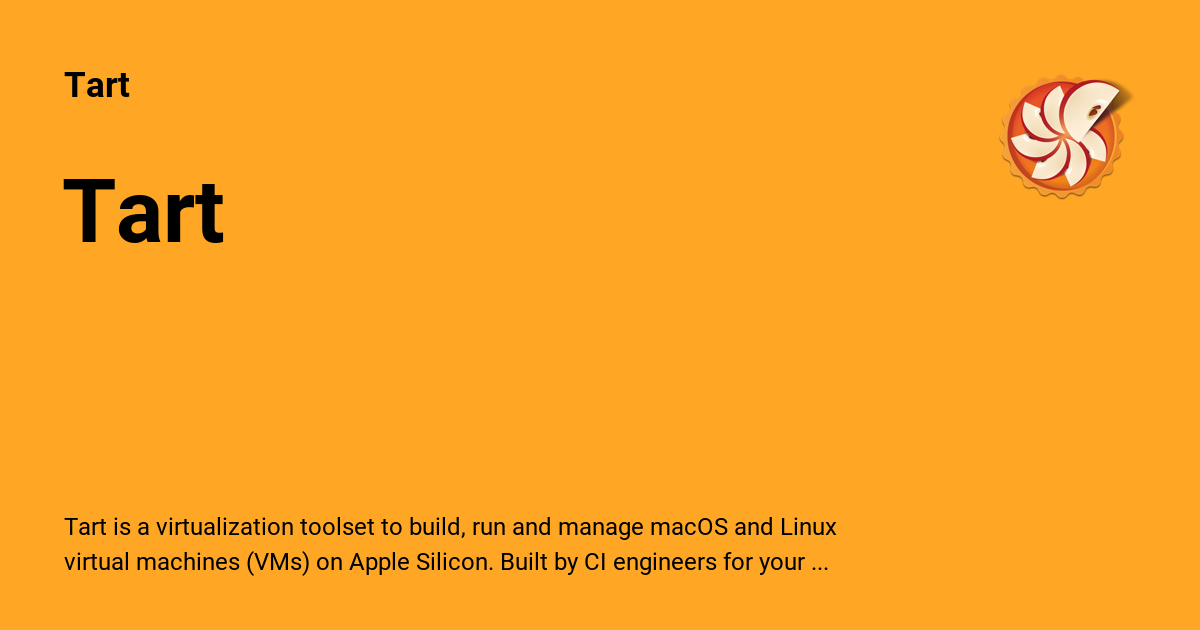 Tart
Tart
Tart is a virtualization toolset to build, run and manage macOS and Linux
virtual machines (VMs) on Apple Silicon. Built by CI engineers for your ...